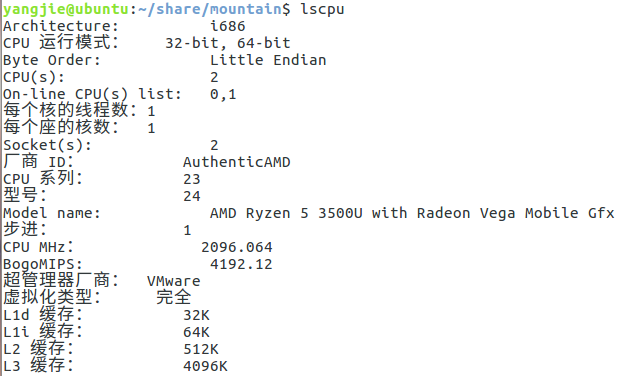 yangjie@ubuntu:~/share/mountain$ lscpu
Architecture: i686
CPU 运行模式： 32-bit, 64-bit
Byte Order: Little Endian
CPU(s): 2
On-line CPU(s) list: 0,1
每个核的线程数：1
每个座的核数： 1
Socket(s): 2
厂商 ID： AuthenticAMD
CPU 系列： 23
型号： 24
Model name: AMD Ryzen 5 3500U with Radeon Vega Mobile Gfx
步进： 1
CPU MHz： 2096.064
BogoMIPS: 4192.12
超管理器厂商： VMware
虚拟化类型： 完全
L1d 缓存： 32K
L1i 缓存： 64K
L2 缓存： 512K
L3 缓存： 4096K